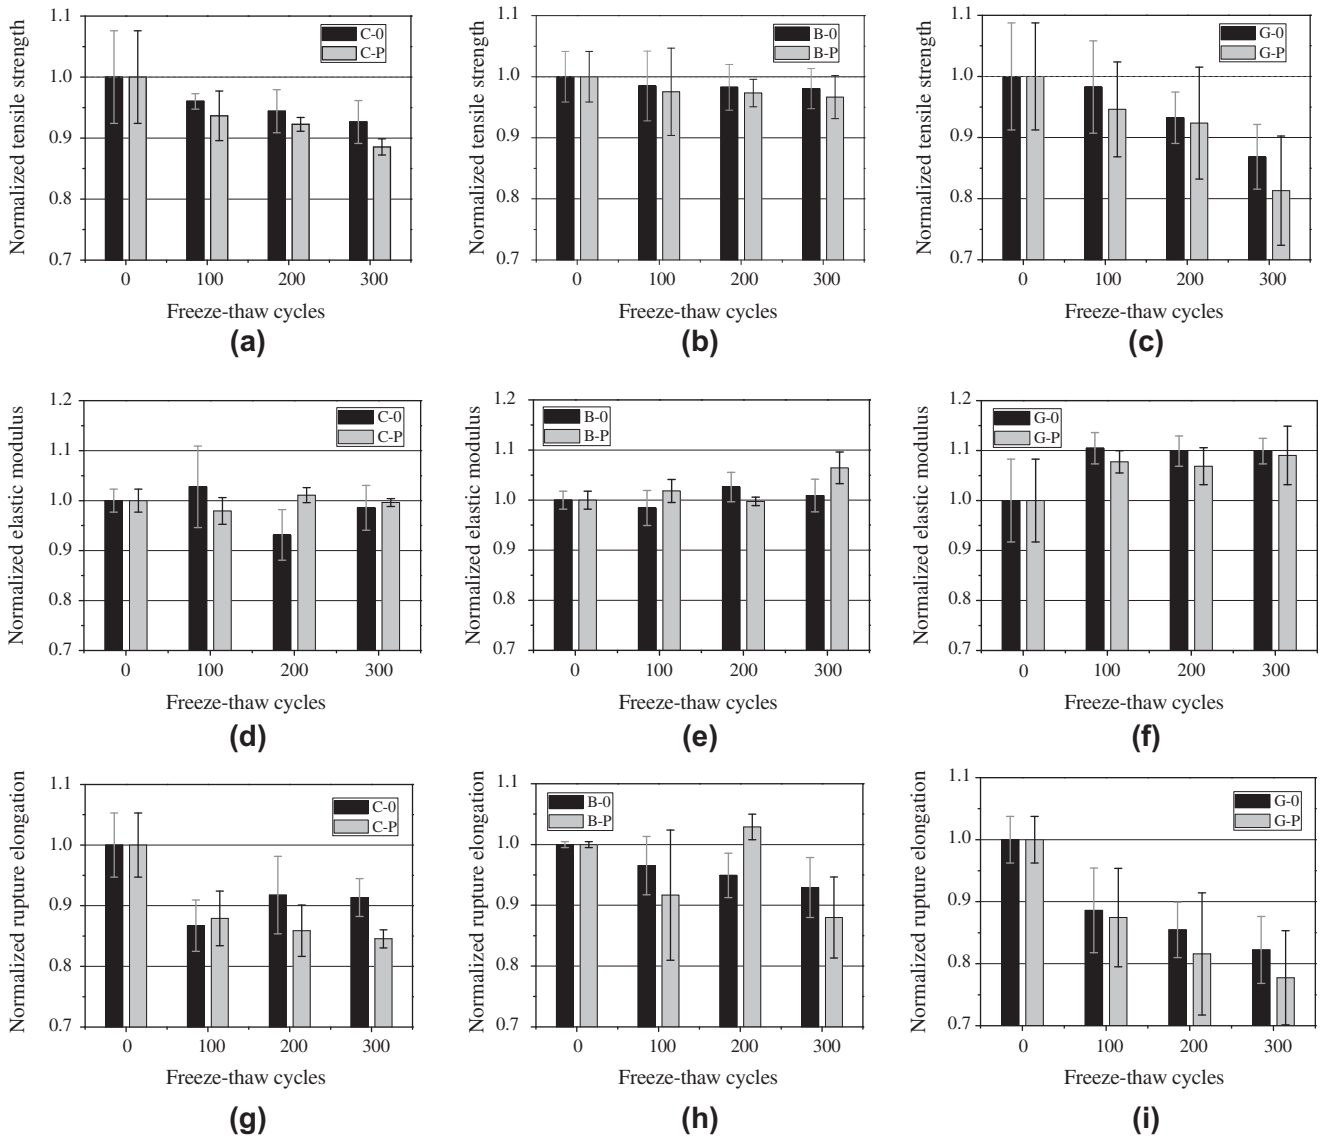 Normalized tensile strength
1.1
1.0
0.9
0.8
0.7
C-0
C-P
0 100 200 300
Freeze-thaw cycles
(a)
Normalized tensile strength
1.1
1.0
0.9
0.8
0.7
B-0
B-P
0 100 200 300
Freeze-thaw cycles
(b)
Normalized tensile strength
1.1
1.0
0.9
0.8
0.7
G-0
G-P
0 100 200 300
Freeze-thaw cycles
(c)
Normalized elastic modulus
1.2
1.1
1.0
0.9
0.8
0.7
C-0
C-P
0 100 200 300
Freeze-thaw cycles
(d)
Normalized elastic modulus
1.2
1.1
1.0
0.9
0.8
0.7
B-0
B-P
0 100 200 300
Freeze-thaw cycles
(e)
Normalized elastic modulus
1.2
1.1
1.0
0.9
0.8
0.7
G-0
G-P
0 100 200 300
Freeze-thaw cycles
(f)
Normalized rupture elongation
1.1
1.0
0.9
0.8
0.7
C-0
C-P
0 100 200 300
Freeze-thaw cycles
(g)
Normalized rupture elongation
1.1
1.0
0.9
0.8
0.7
B-0
B-P
0 100 200 300
Freeze-thaw cycles
(h)
Normalized rupture elongation
1.1
1.0
0.9
0.8
0.7
G-0
G-P
0 100 200 300
Freeze-thaw cycles
(i)